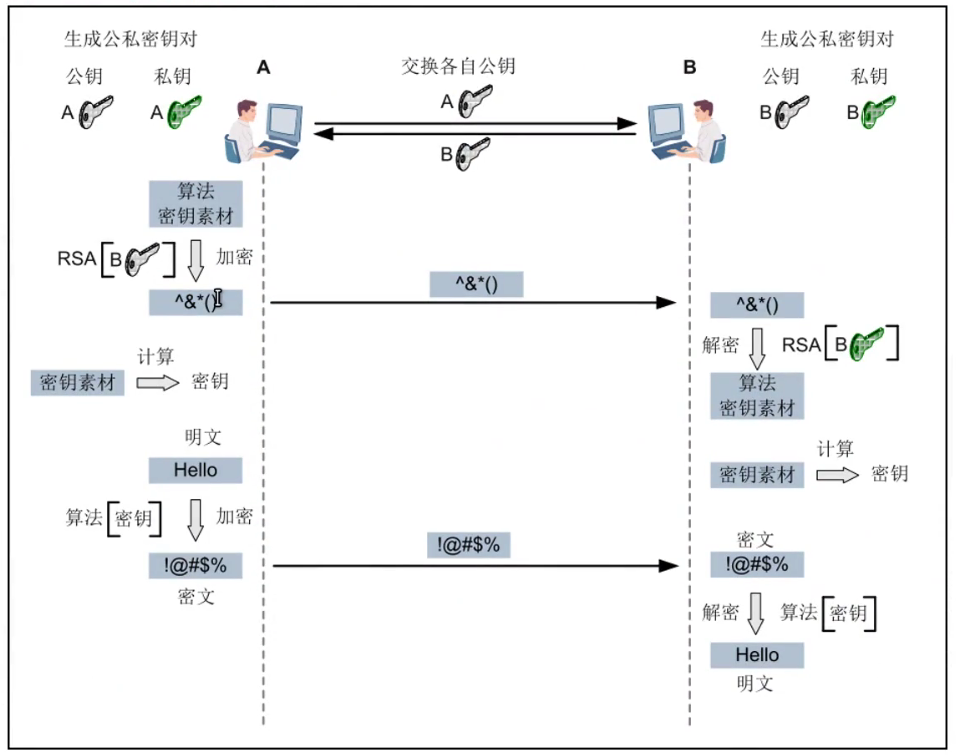 生成公私密钥对
生成公私密钥对
公钥
私钥
A
交换各自公钥
B
公钥
私钥
A
A
A
B
B
B
算法
密钥素材
RSA[B]
加密
^&*()
^&*()
^&*()
解密
RSA[B]
计算
密钥素材
密钥
算法
密钥素材
明文
Hello
计算
密钥素材
密钥
算法[密钥]
加密
!@#$%
!@#$%
密文
密文
!@#$%
解密
算法[密钥]
Hello
明文